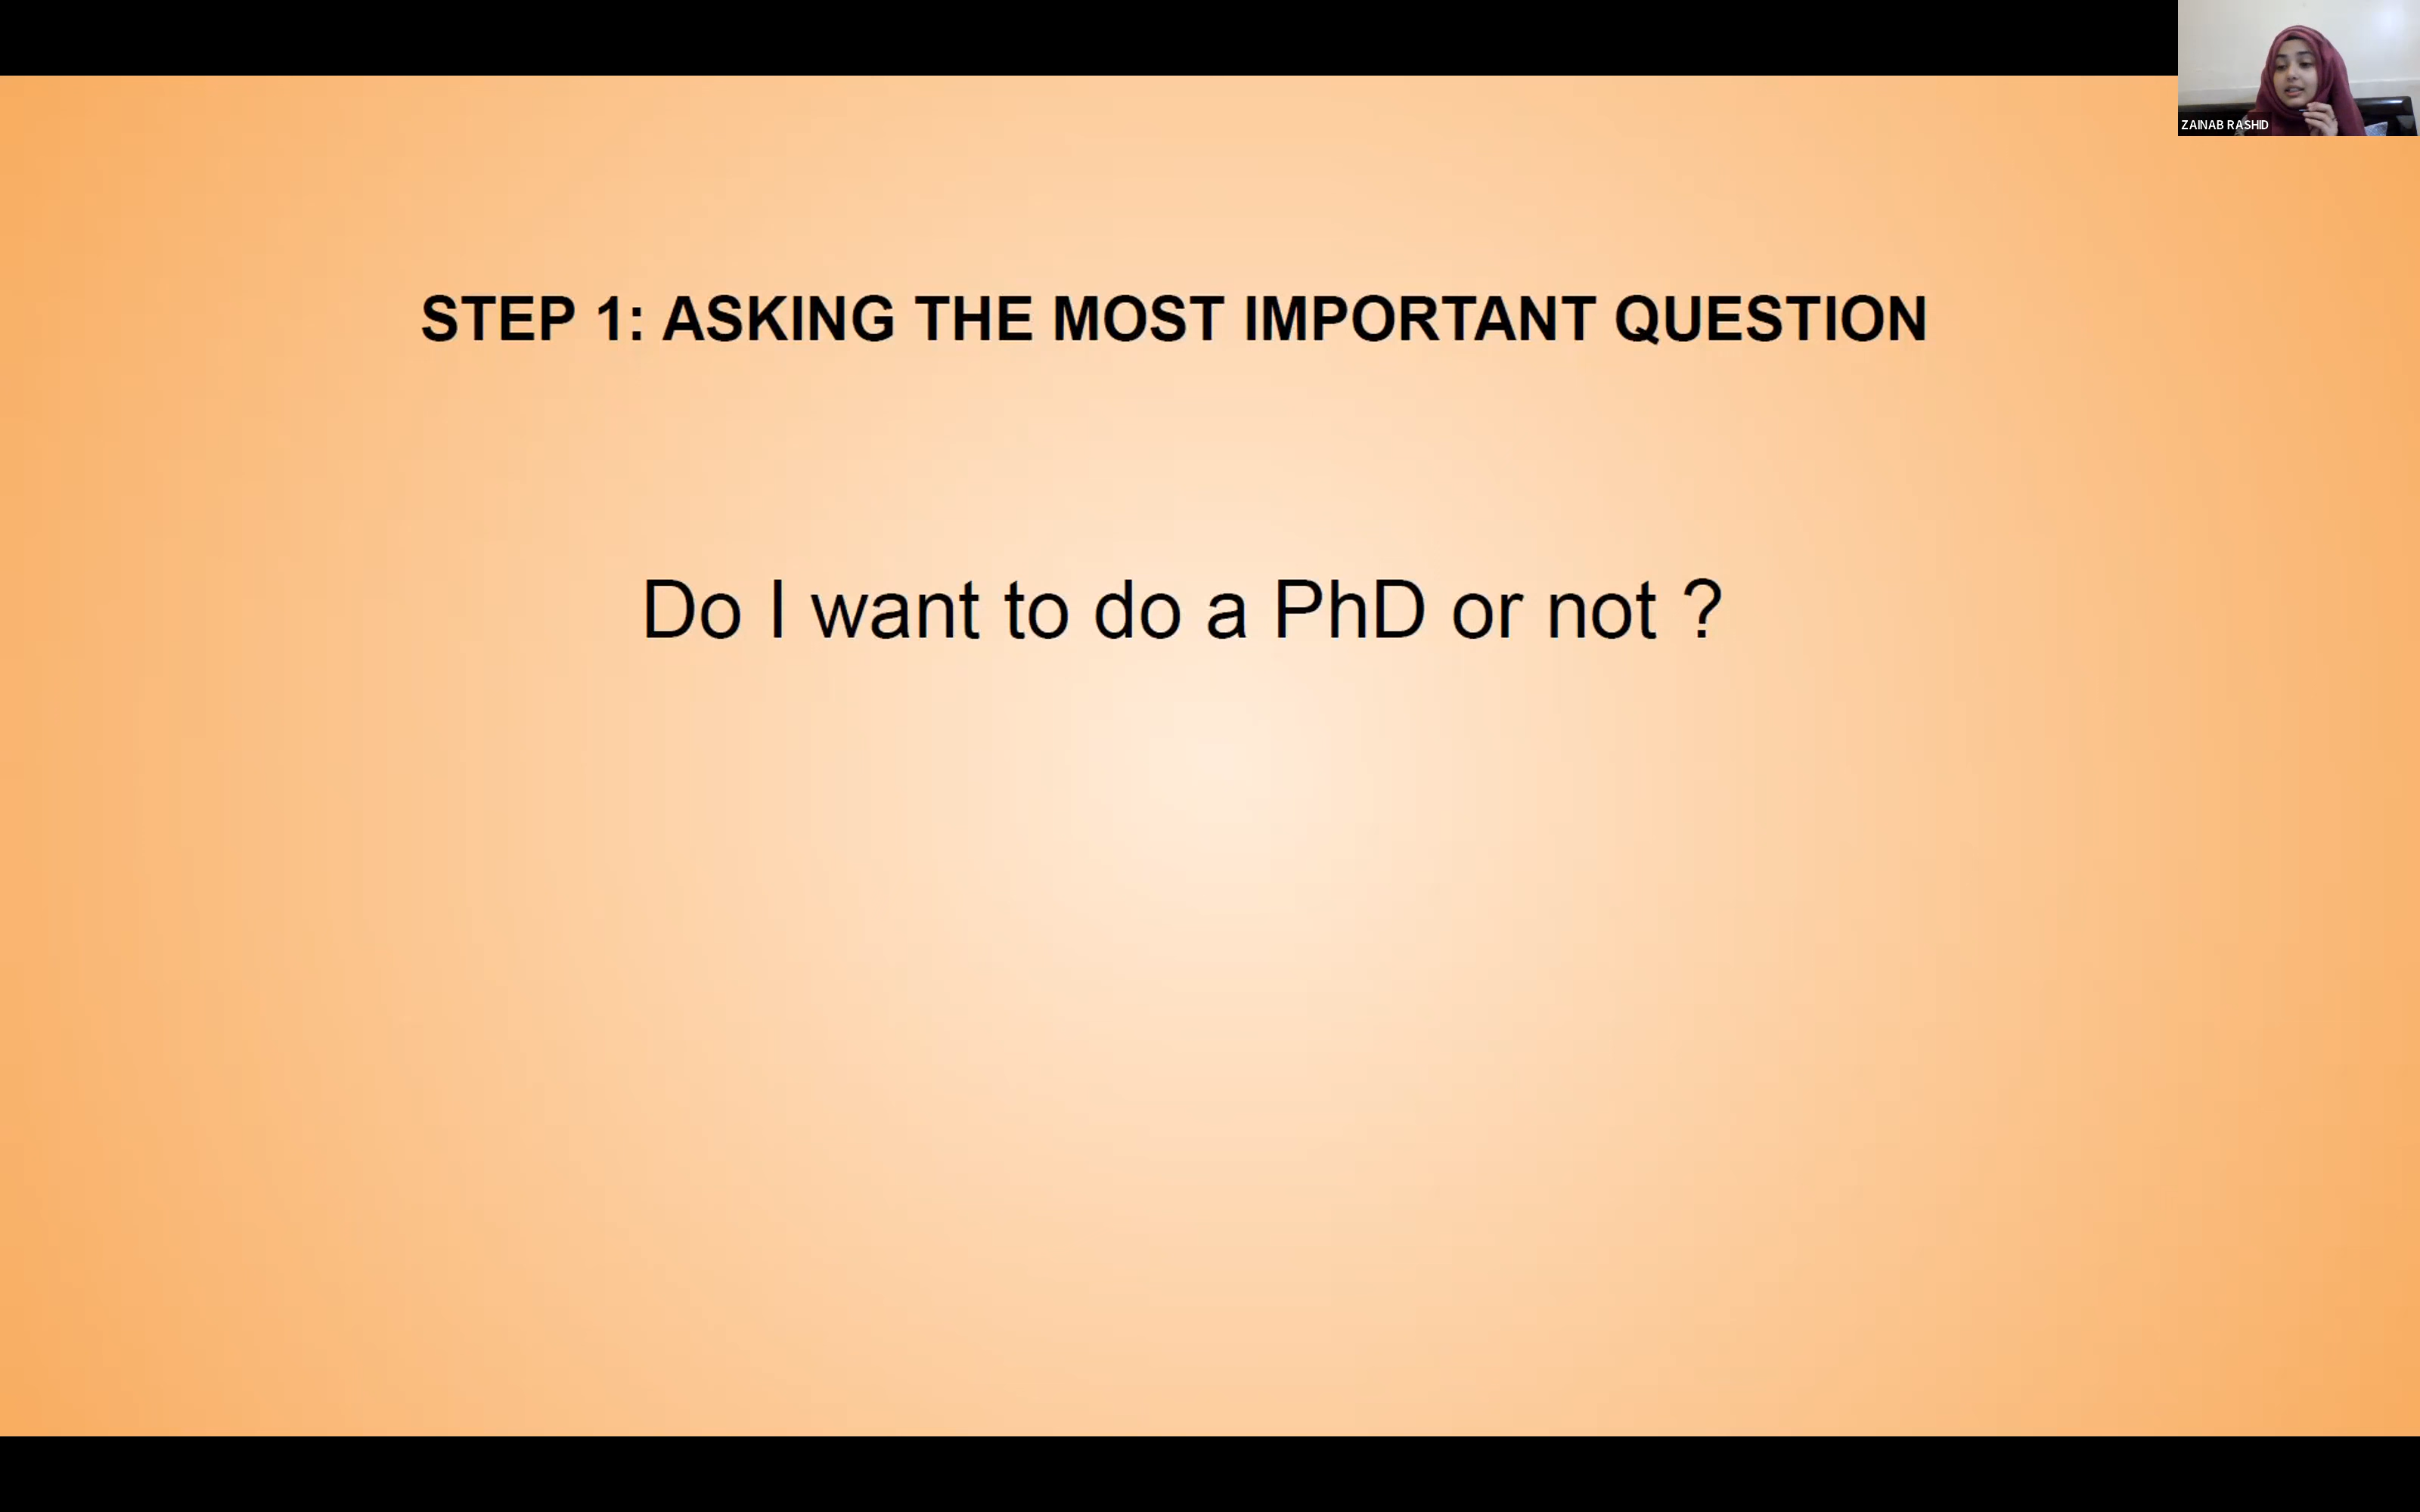 ZAINAB RASHID
STEP 1: ASKING THE MOST IMPORTANT QUESTION
Do I want to do a PhD or not ?